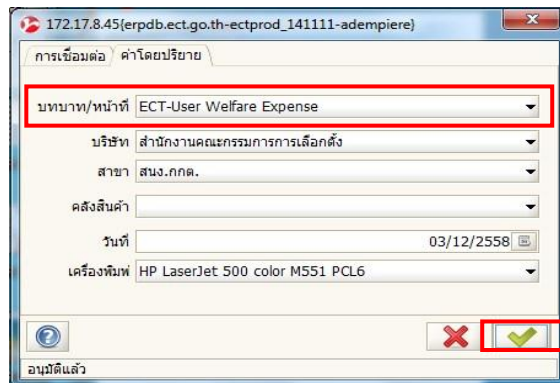 172.17.8.45{erpdb.ect.go.th-ectprod_141111-adempiere}
การเชื่อมต่อ ค่าโดยปริยาย
บทบาท/หน้าที่ ECT-User Welfare Expense
บริษัท สำนักงานคณะกรรมการการเลือกตั้ง
สาขา สนง.กกต.
คลังสินค้า
วันที่ 03/12/2558
เครื่องพิมพ์ HP LaserJet 500 color M551 PCL6
อนุมัติแล้ว